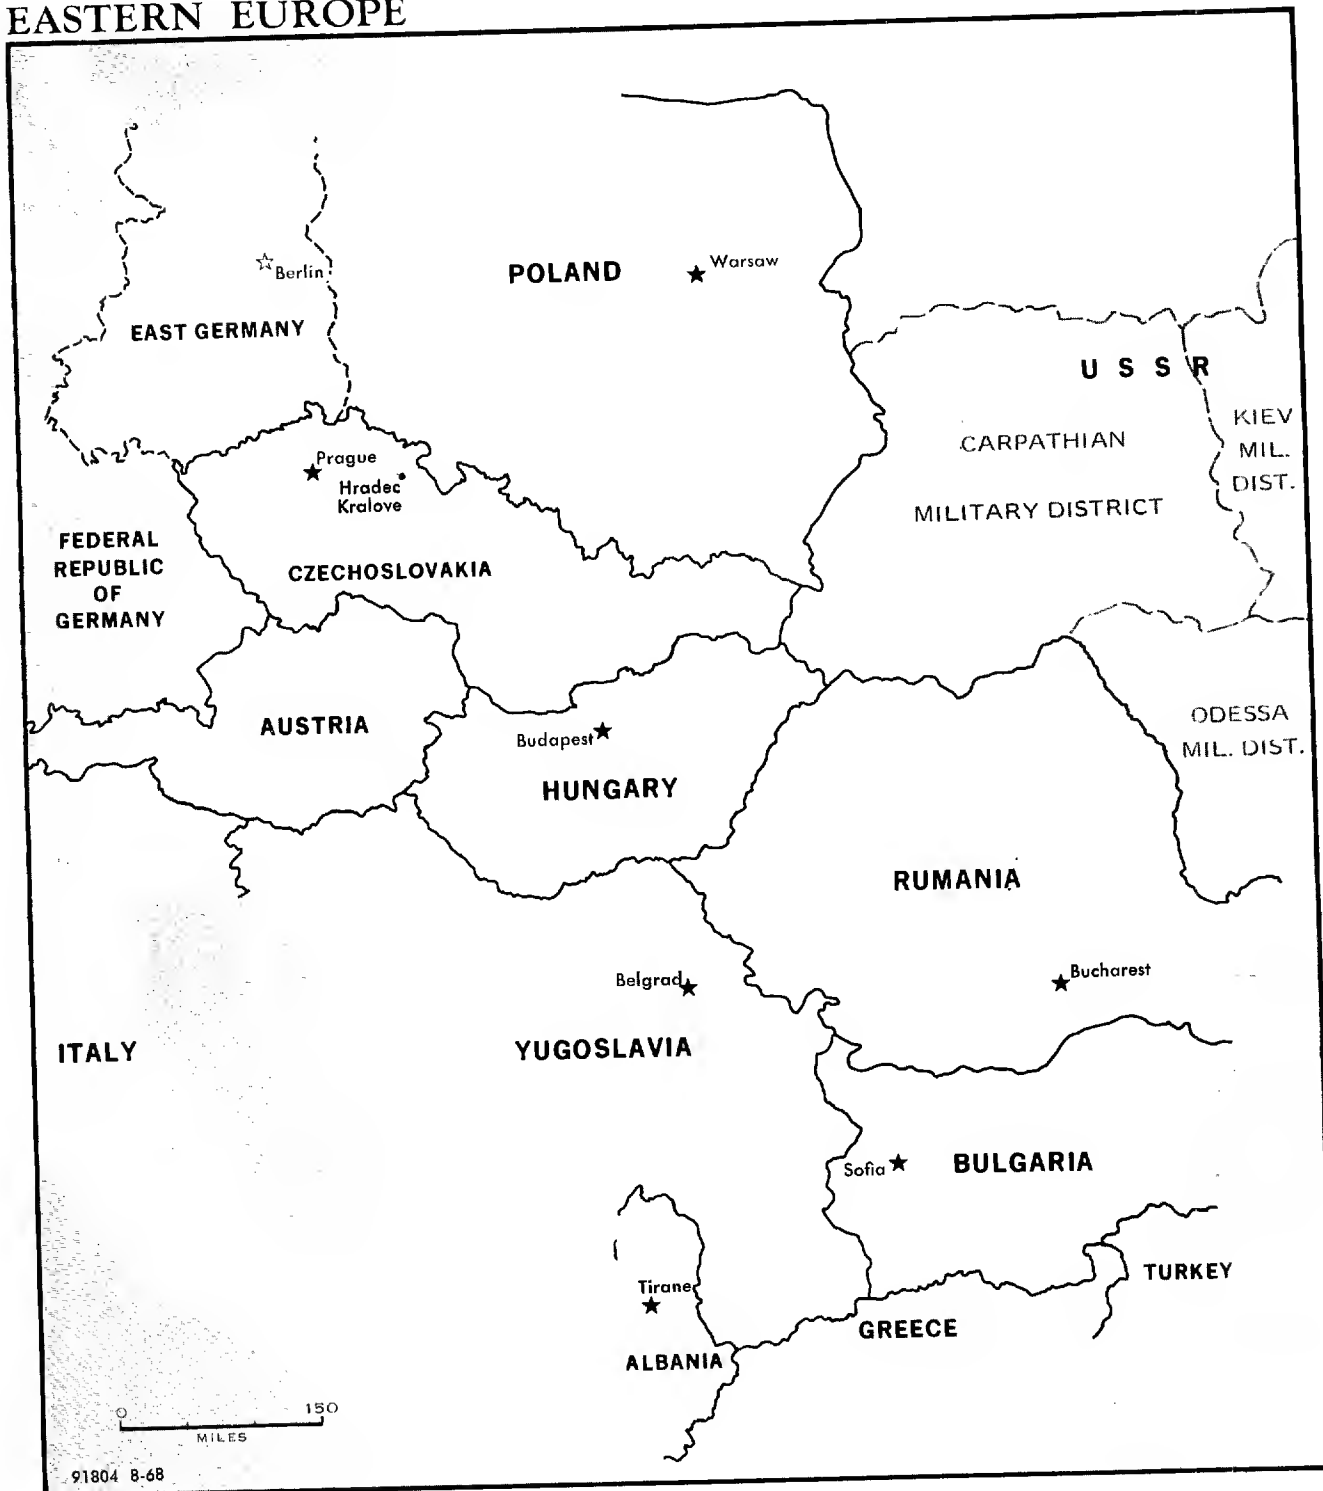 EASTERN EUROPE
Berlin
EAST GERMANY
POLAND
Warsaw
U S S R
KIEV
MIL.
DIST.
CARPATHIAN
MILITARY DISTRICT
Prague
Hradec
Kralove
FEDERAL
REPUBLIC
OF
GERMANY
CZECHOSLOVAKIA
AUSTRIA
Budapest
HUNGARY
ODESSA
MIL. DIST.
RUMANIA
Belgrad
Bucharest
ITALY
YUGOSLAVIA
Sofia
BULGARIA
Tirane
TURKEY
GREECE
ALBANIA
0 150
MILES
91804 8-68